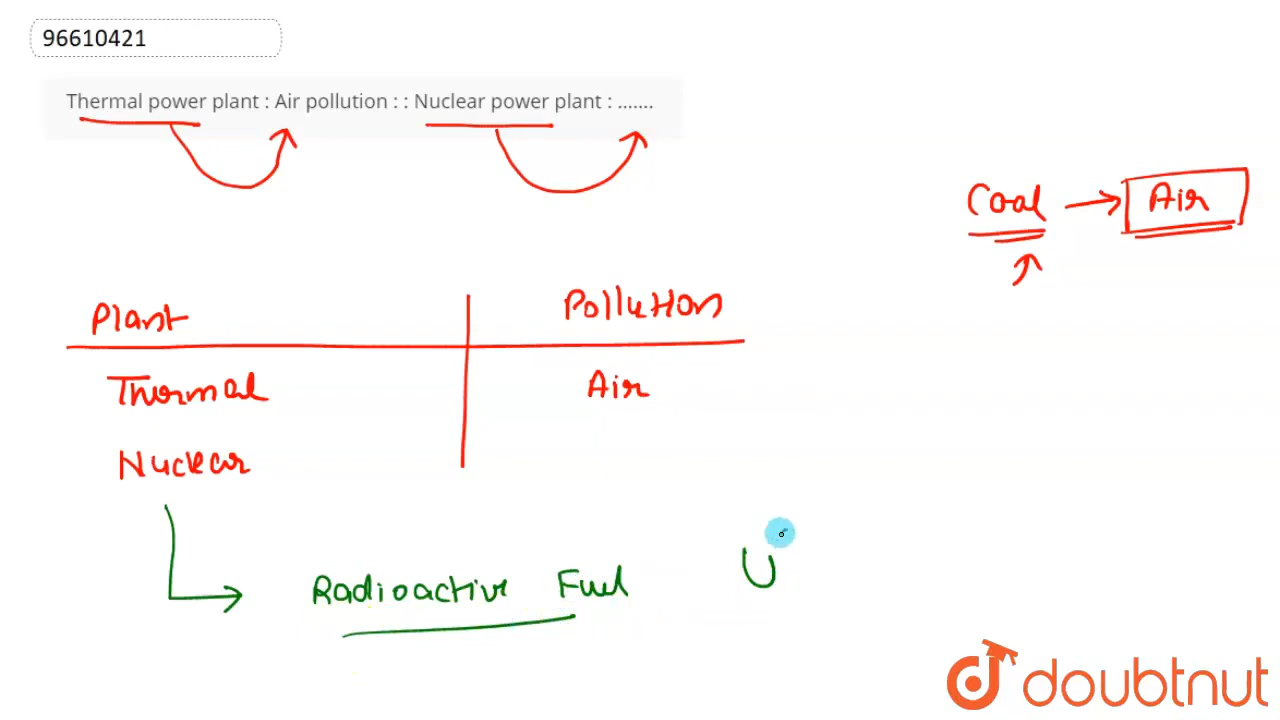 96610421
Thermal power plant : Air pollution : : Nuclear power plant : .......
Coal → Air
Plant Pollution
Thermal Air
Nuclear
Radioactive Fuel U
doubtnut